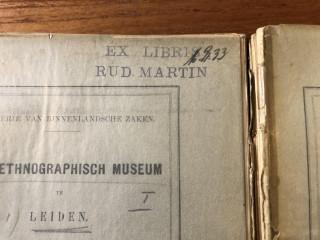 EX LIBRIS
RUD. MARTIN
ERIE VAN BINNENLANDSCHE ZAKEN.
ETHNOGRAPHISCH MUSEUM
TE
I
LEIDEN.